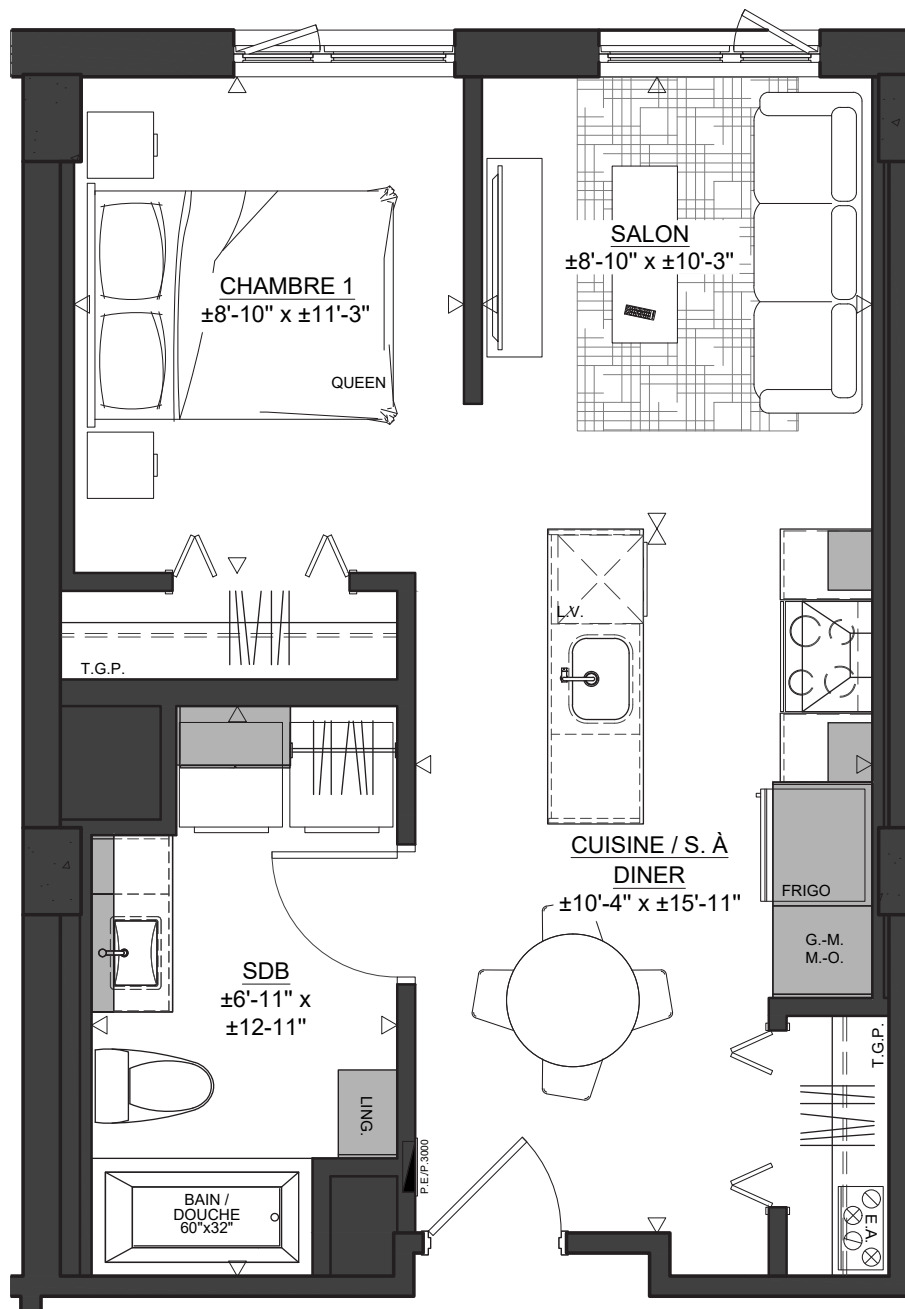 SALON
±8'-10" x ±10'-3"
CHAMBRE 1
±8'-10" x ±11'-3"
QUEEN
L.V.
T.G.P.
CUISINE / S. À
DINER
±10'-4" x ±15'-11"
FRIGO
G.-M.
M.-O.
SDB
±6'-11" x
±12-11"
T.G.P.
LING.
P.E./P.3000
BAIN /
DOUCHE
60"x32"
E.A.